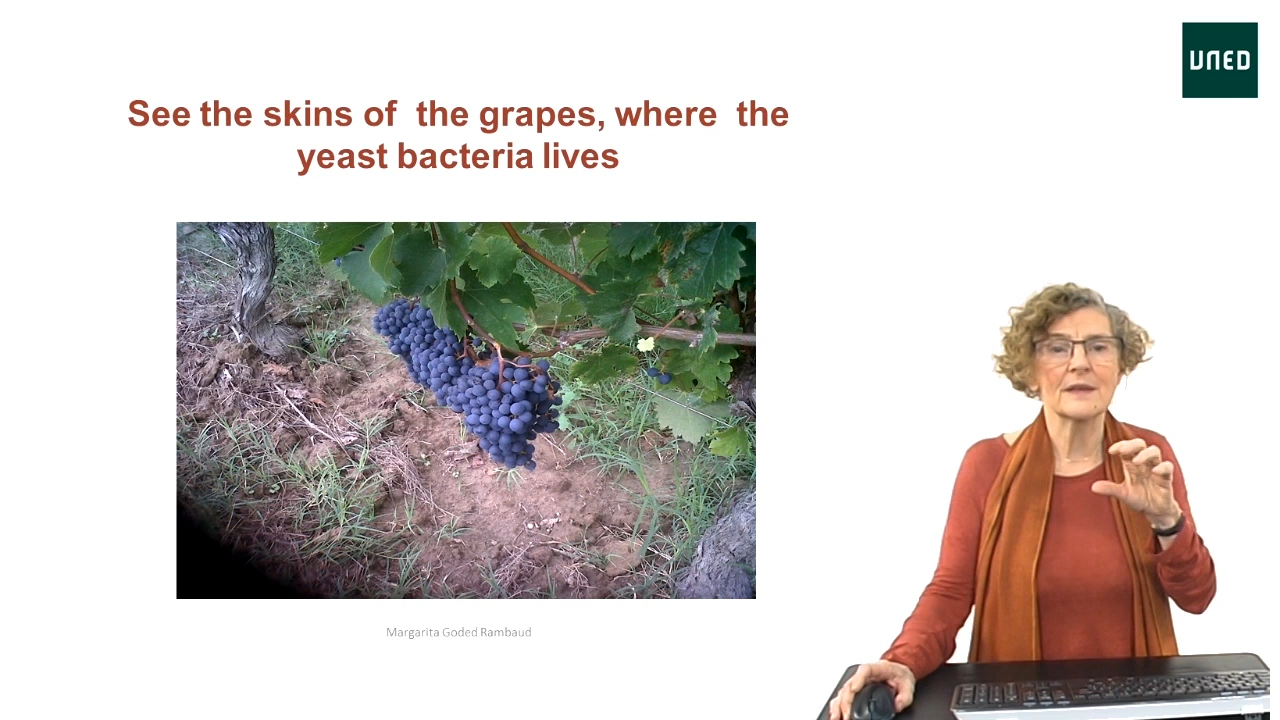 UNED
See the skins of  the grapes, where  the
yeast bacteria lives
Margarita Goded Rambaud